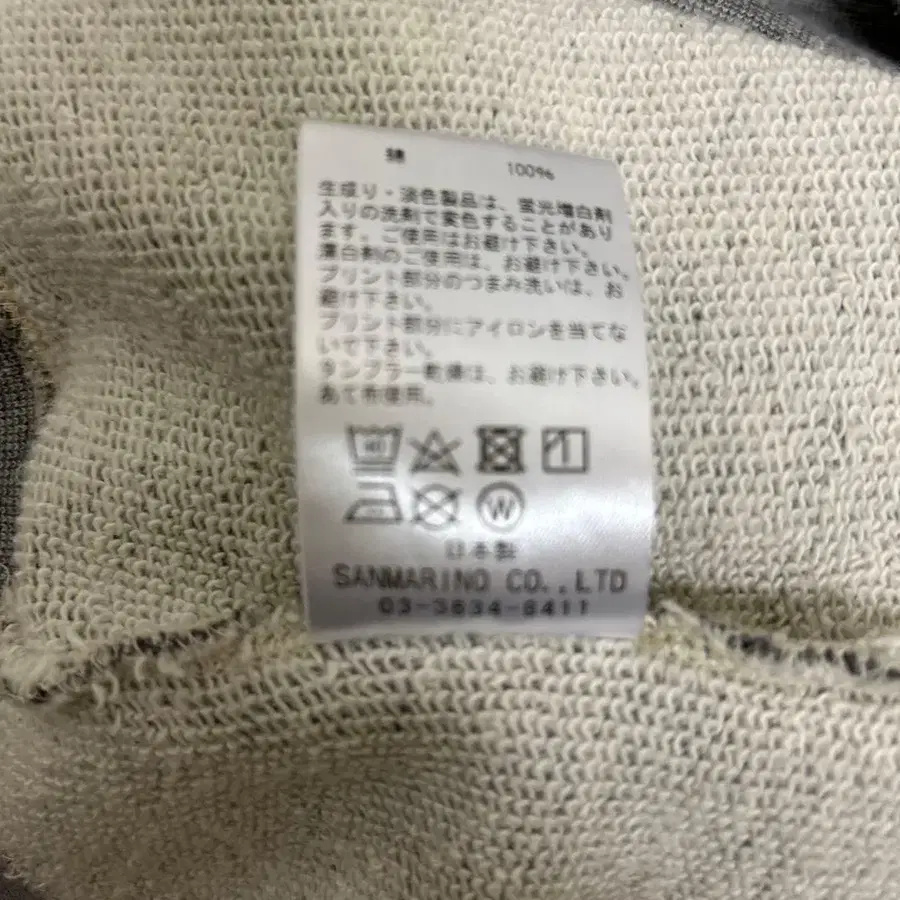 綿 100%
生成り・淡色製品は、蛍光増白剤
入りの洗剤で変色することがあり
ます。ご使用はお避け下さい。
漂白剤のご使用は、お避け下さい。
プリント部分のつまみ洗いは、お
避け下さい。
プリント部分にアイロンを当てな
いで下さい。
タンブラー乾燥は、お避け下さい。
あて布使用。
40
W
日本製
SANMARINO CO.,LTD
03-3634-8411